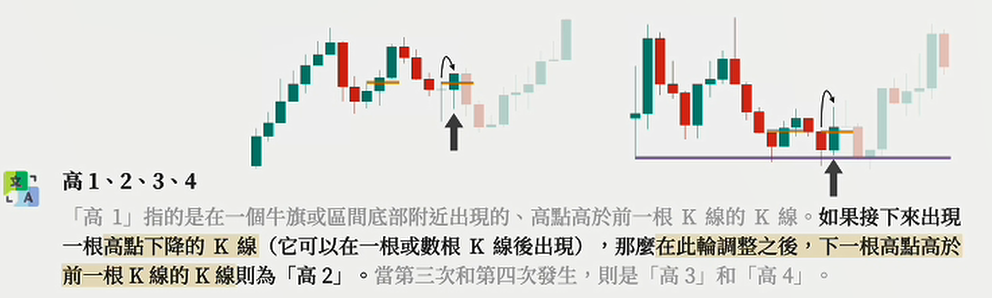 文
A
高 1、2、3、4
「高 1」指的是在一個牛旗或區間底部附近出現的、高點高於前一根 K 線的 K 線。如果接下來出現
一根高點下降的 K 線（它可以在一根或數根 K 線後出現），那麼在此輪調整之後，下一根高點高於
前一根 K 線的 K 線則為「高 2」。當第三次和第四次發生，則是「高 3」和「高 4」。